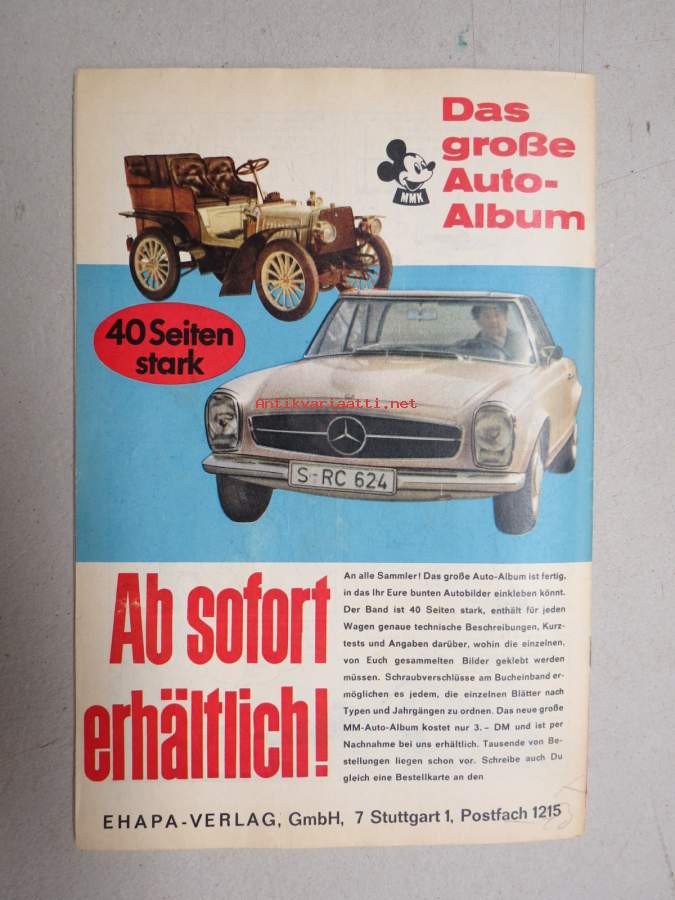 Das
große
Auto-
Album
MMK
40 Seiten
stark
Antikvariaatti.net
S-RC 624
Ab sofort
erhältlich!
An alle Sammler! Das große Auto-Album ist fertig,
in das Ihr Eure bunten Autobilder einkleben könnt.
Der Band ist 40 Seiten stark, enthält für jeden
Wagen genaue technische Beschreibungen, Kurz-
tests und Angaben darüber, wohin die einzelnen,
von Euch gesammelten Bilder geklebt werden
müssen. Schraubverschlüsse am Bucheinband er-
möglichen es jedem, die einzelnen Blätter nach
Typen und Jahrgängen zu ordnen. Das neue große
MM-Auto-Album kostet nur 3.- DM und ist per
Nachnahme bei uns erhältlich. Tausende von Be-
stellungen liegen schon vor. Schreibe auch Du
gleich eine Bestellkarte an den
EHAPA-VERLAG, GmbH, 7 Stuttgart 1, Postfach 1215